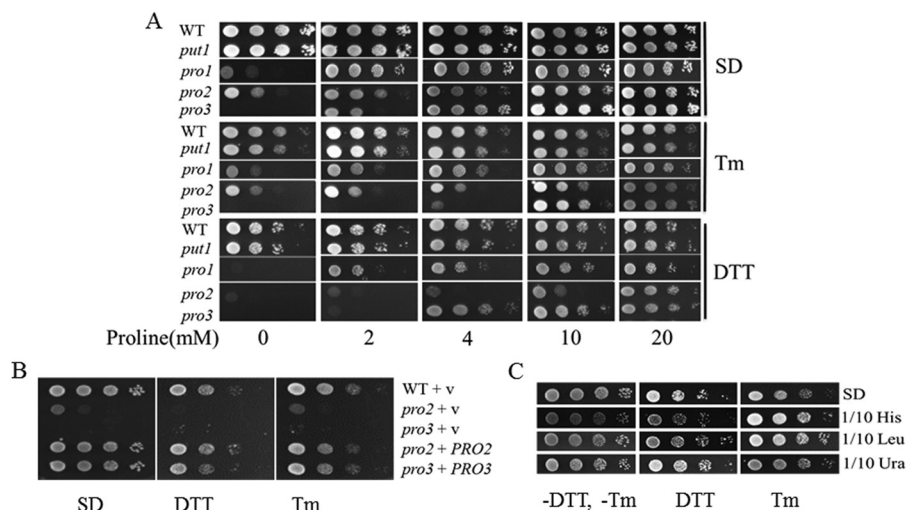 A
WT
put1
pro1
pro2
pro3
SD
WT
put1
pro1
pro2
pro3
Tm
WT
put1
pro1
pro2
pro3
DTT
Proline(mM) 0 2 4 10 20
B
WT + v
pro2 + v
pro3 + v
pro2 + PRO2
pro3 + PRO3
SD DTT Tm
C
SD
1/10 His
1/10 Leu
1/10 Ura
-DTT, -Tm DTT Tm